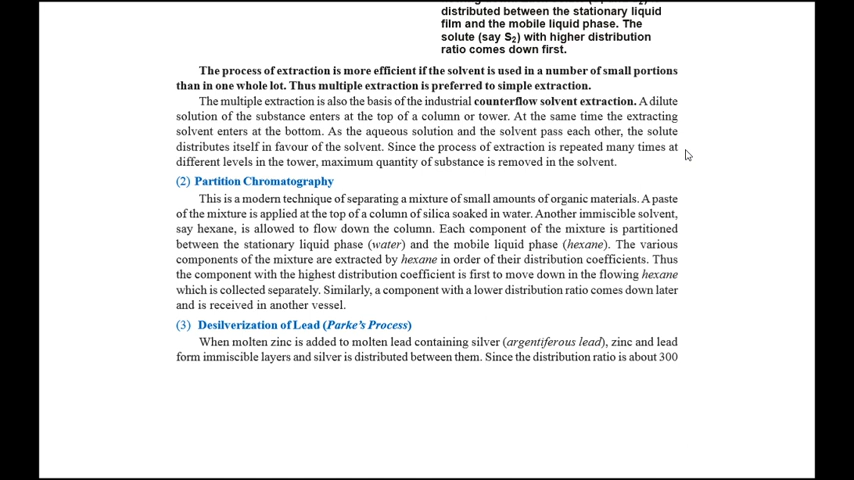 distributed between the stationary liquid
film and the mobile liquid phase. The
solute (say S2) with higher distribution
ratio comes down first.
The process of extraction is more efficient if the solvent is used in a number of small portions
than in one whole lot. Thus multiple extraction is preferred to simple extraction.
The multiple extraction is also the basis of the industrial counterflow solvent extraction. A dilute
solution of the substance enters at the top of a column or tower. At the same time the extracting
solvent enters at the bottom. As the aqueous solution and the solvent pass each other, the solute
distributes itself in favour of the solvent. Since the process of extraction is repeated many times at
different levels in the tower, maximum quantity of substance is removed in the solvent.
(2) Partition Chromatography
This is a modern technique of separating a mixture of small amounts of organic materials. A paste
of the mixture is applied at the top of a column of silica soaked in water. Another immiscible solvent,
say hexane, is allowed to flow down the column. Each component of the mixture is partitioned
between the stationary liquid phase (water) and the mobile liquid phase (hexane). The various
components of the mixture are extracted by hexane in order of their distribution coefficients. Thus
the component with the highest distribution coefficient is first to move down in the flowing hexane
which is collected separately. Similarly, a component with a lower distribution ratio comes down later
and is received in another vessel.
(3) Desilverization of Lead (Parke's Process)
When molten zinc is added to molten lead containing silver (argentiferous lead), zinc and lead
form immiscible layers and silver is distributed between them. Since the distribution ratio is about 300